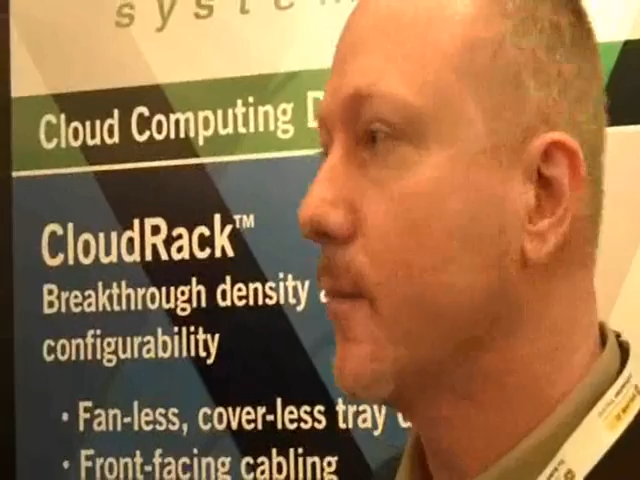 Cloud Computing
CloudRack™
Breakthrough density
configurability
• Fan-less, cover-less tray
• Front-facing cabling